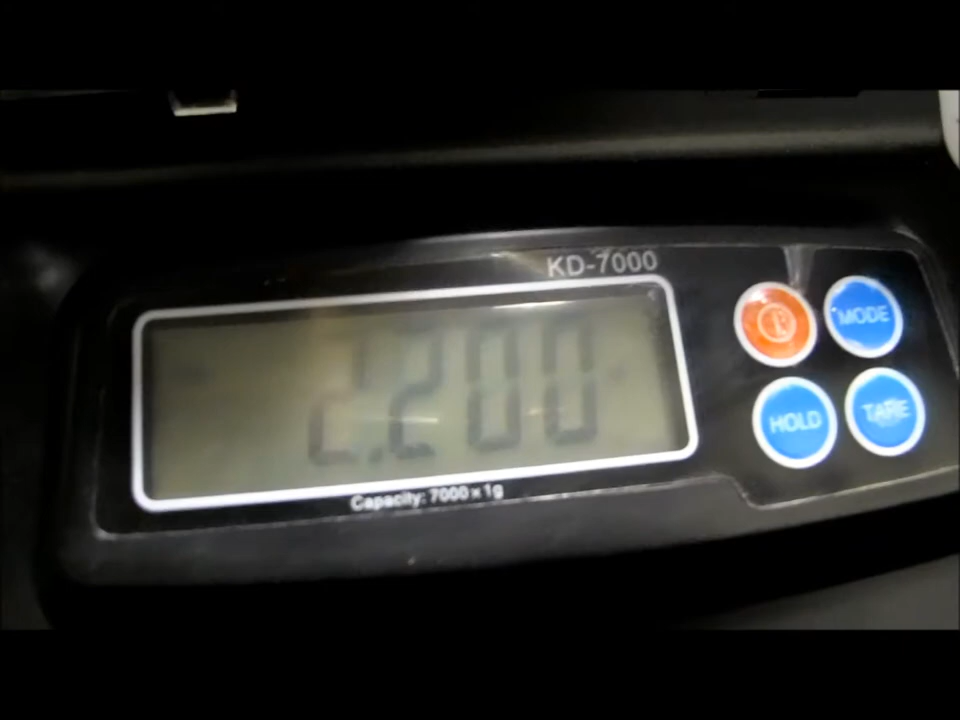 KD-7000
2.200
MODE
HOLD
TARE
Capacity: 7000 x 1g